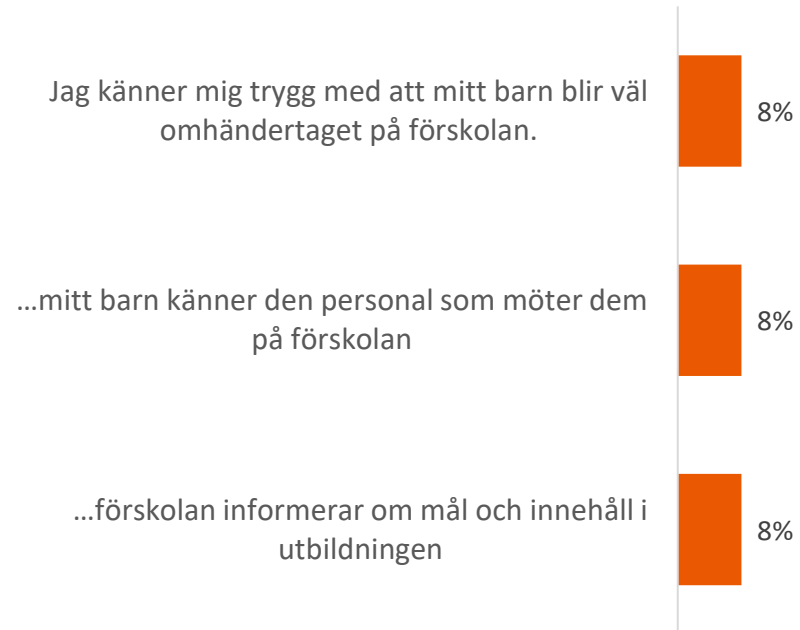 Jag känner mig trygg med att mitt barn blir väl
omhändertaget på förskolan.
8%
...mitt barn känner den personal som möter dem
på förskolan
8%
...förskolan informerar om mål och innehåll i
utbildningen
8%